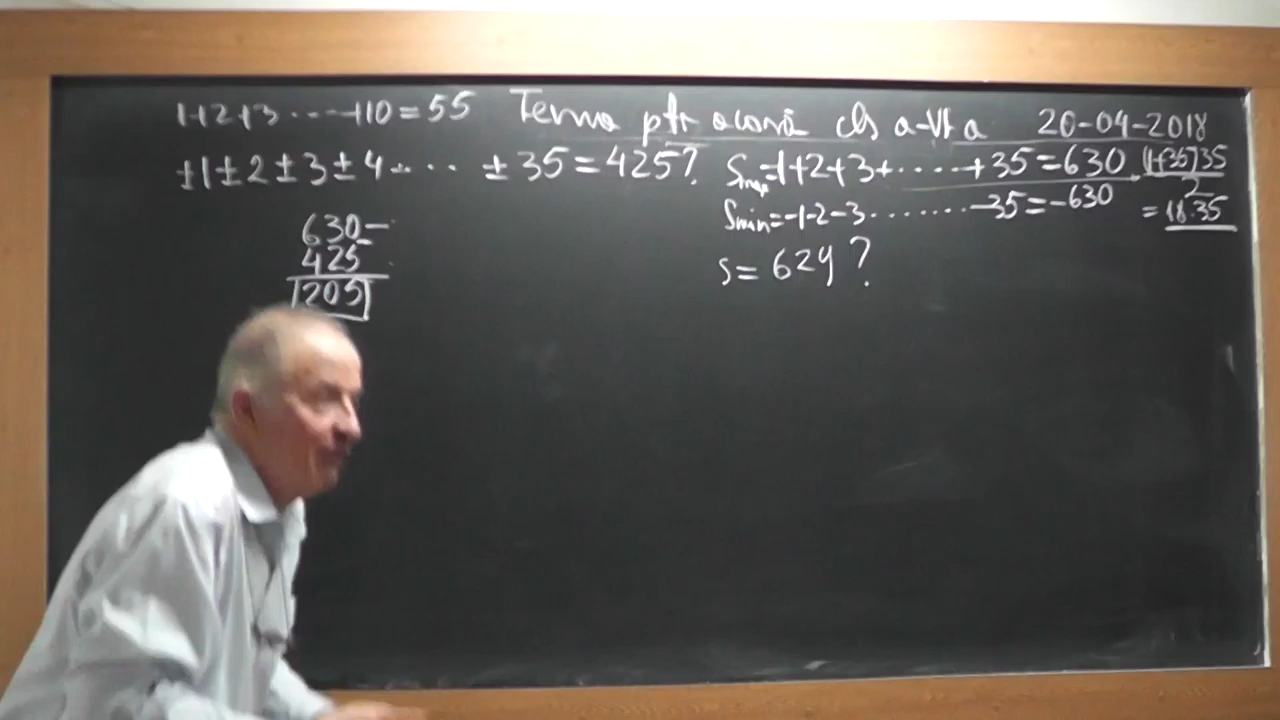 1+2+3.....+10=55 Tema ptr acasă cls a-VI a 20-04-2018
±1±2±3±4..... ±35=425?
630-
425
205
Smax=1+2+3+.....+35=630 (1+35)35
2
=18.35
Smin=-1-2-3........-35=-630
S=624?